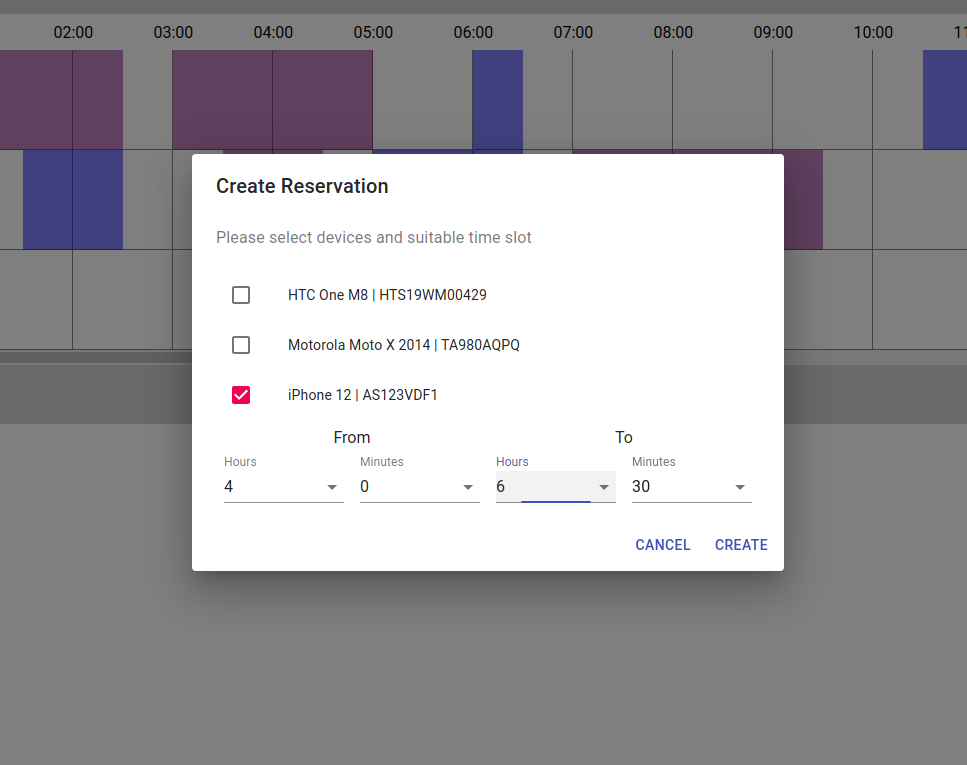 02:00 03:00 04:00 05:00 06:00 07:00 08:00 09:00 10:00
Create Reservation
Please select devices and suitable time slot
HTC One M8 | HTS19WM00429
Motorola Moto X 2014 | TA980AQPQ
iPhone 12 | AS123VDF1
From To
Hours Minutes Hours Minutes
4 0 6 30
CANCEL CREATE